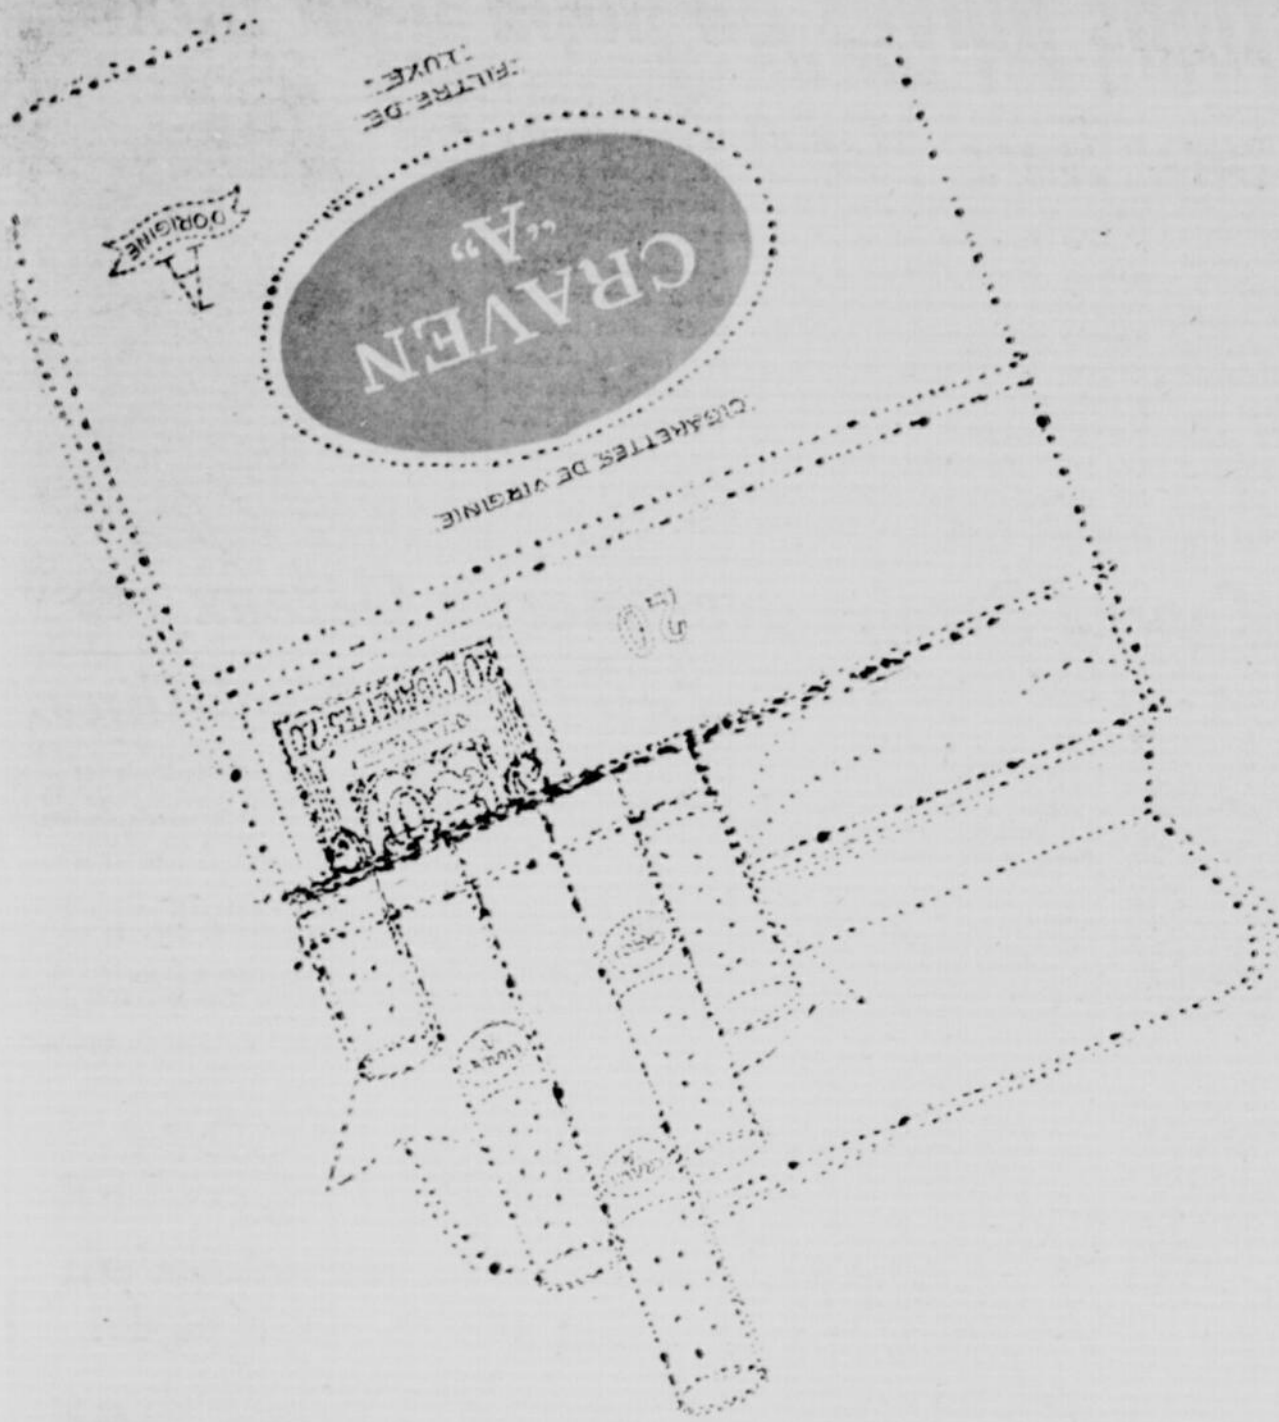 20 CIGARETTES 20
20
CIGARETTES DE VIRGINIE
CRAVEN
“A”
D'ORIGINE
FILTRE DE
LUXE